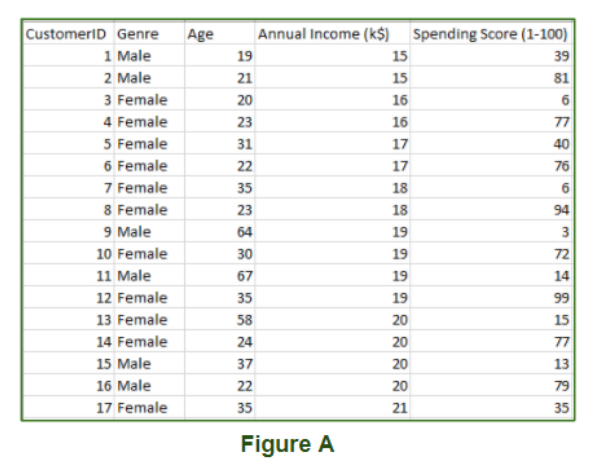 CustomerID Genre Age Annual Income (k$) Spending Score (1-100)
1 Male 19 15 39
2 Male 21 15 81
3 Female 20 16 6
4 Female 23 16 77
5 Female 31 17 40
6 Female 22 17 76
7 Female 35 18 6
8 Female 23 18 94
9 Male 64 19 3
10 Female 30 19 72
11 Male 67 19 14
12 Female 35 19 99
13 Female 58 20 15
14 Female 24 20 77
15 Male 37 20 13
16 Male 22 20 79
17 Female 35 21 35
Figure A